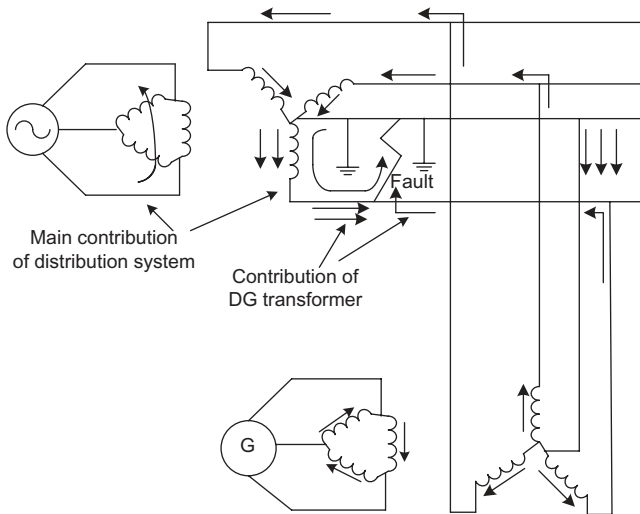 Fault
Main contribution
of distribution system
Contribution of
DG transformer
G